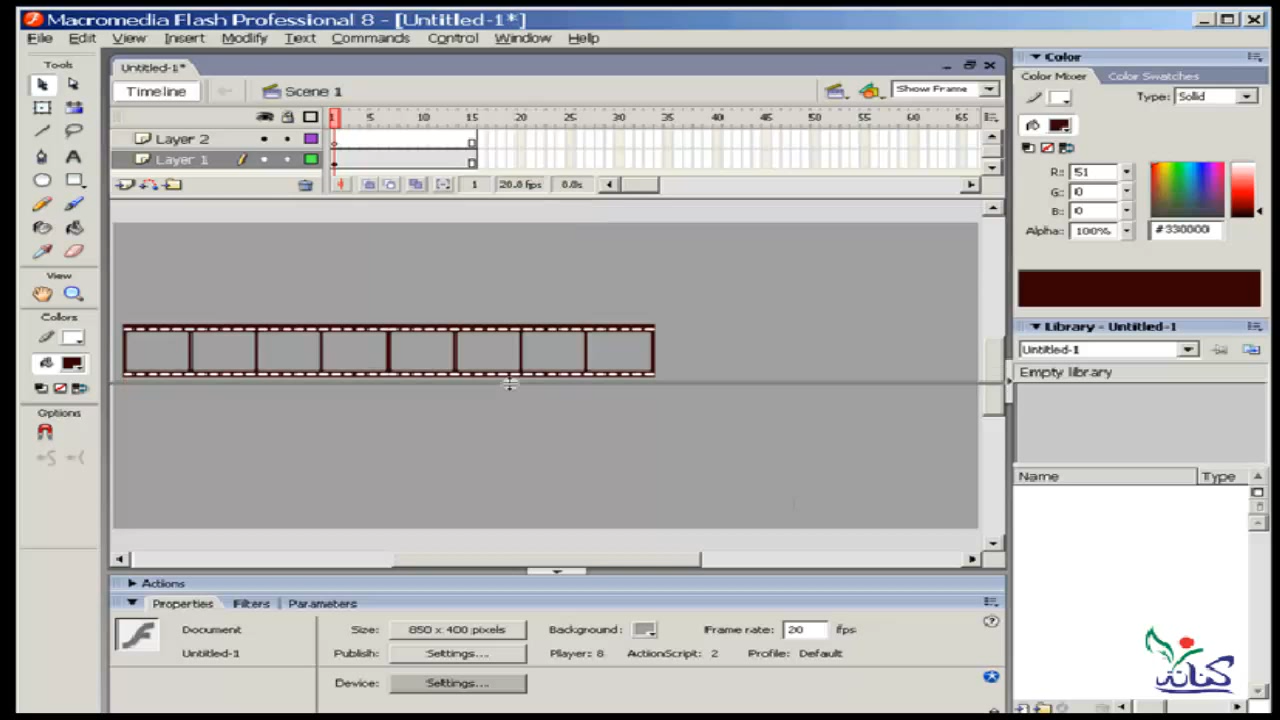 Macromedia Flash Professional 8 - [Untitled-1*]
File Edit View Insert Modify Text Commands Control Window Help
Tools
View
Colors
Options
Untitled-1*
Timeline
Scene 1
Show Frame
1 5 10 15 20 25 30 35 40 45 50 55 60 65
Layer 2
Layer 1
1 20.0 fps 0.0s
Color
Color Mixer Color Swatches
Type: Solid
R: 51
G: 0
B: 0
Alpha: 100% #330000
Library - Untitled-1
Untitled-1
Empty library
Name Type
Actions
Properties Filters Parameters
Document
Untitled-1
Size: 850 x 400 pixels Background: Frame rate: 20 fps
Publish: Settings... Player: 8 ActionScript: 2 Profile: Default
Device: Settings...
كنانة